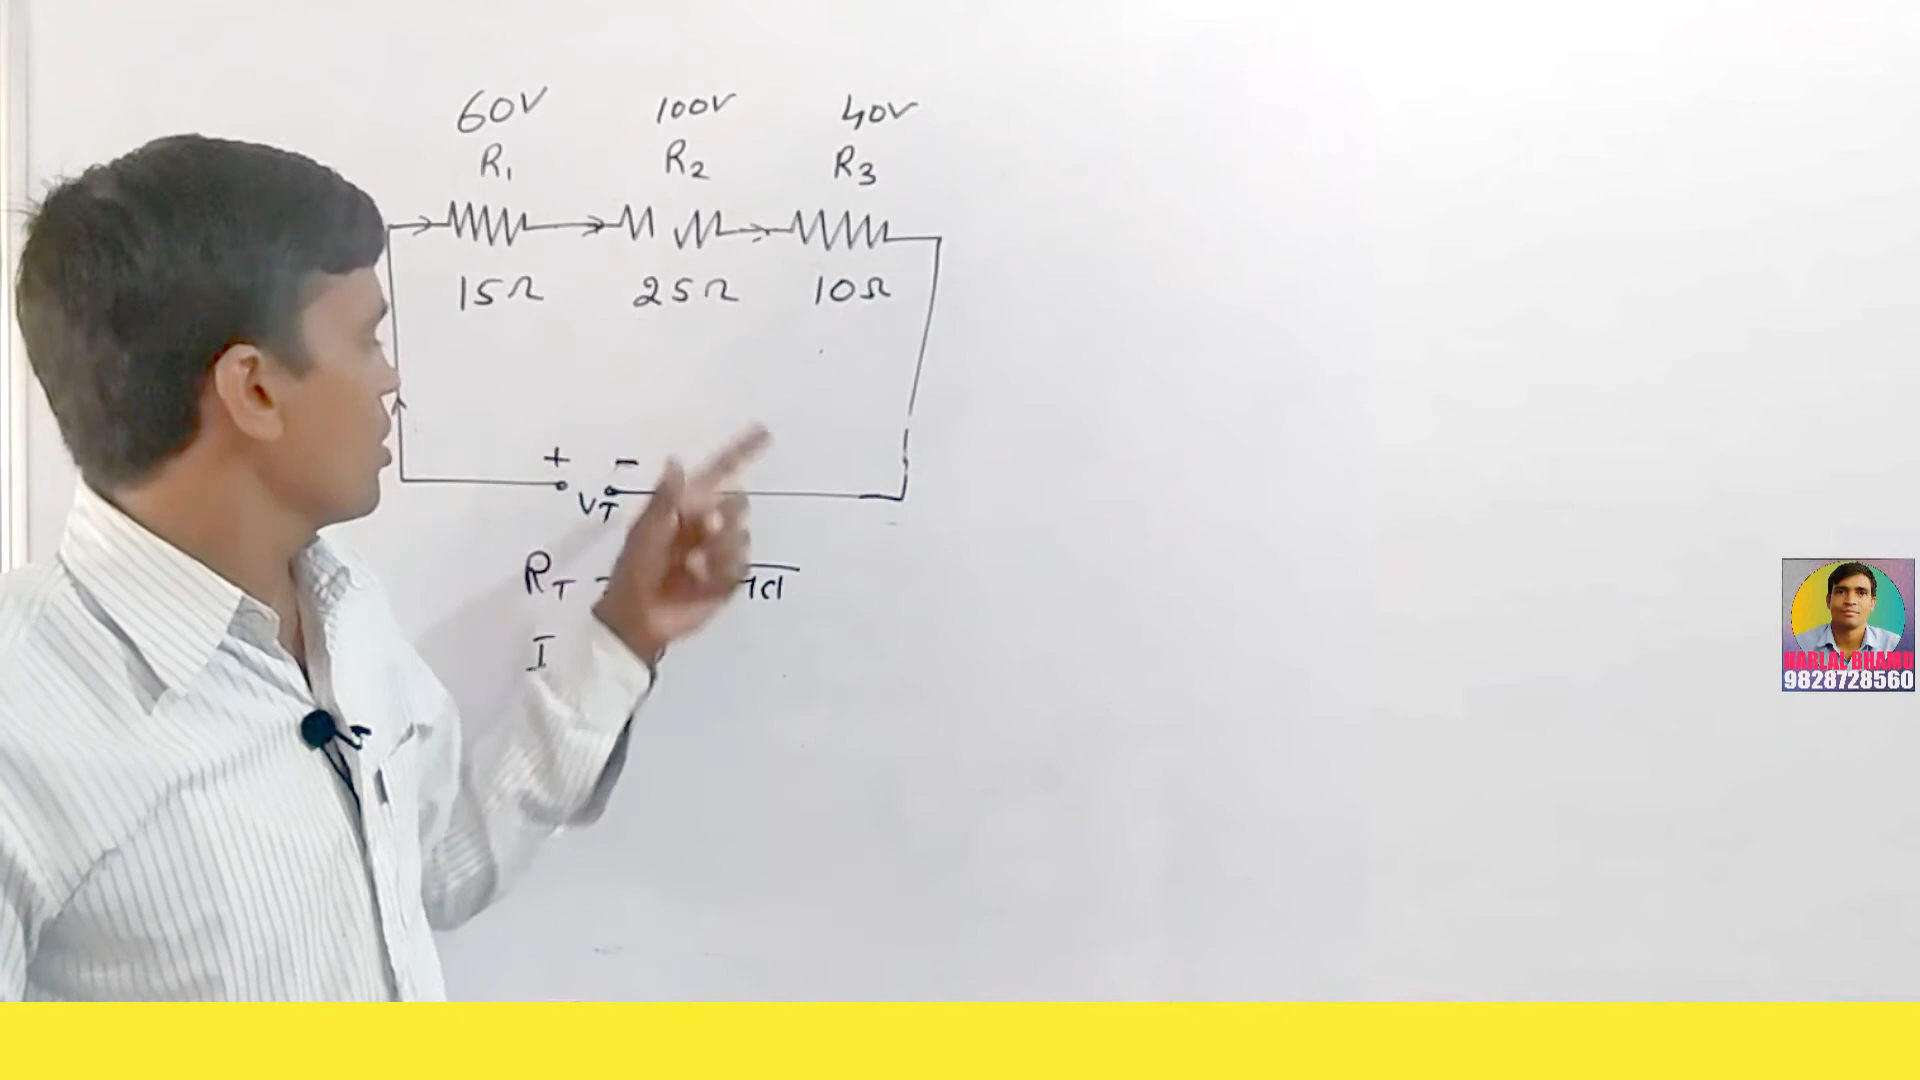 60V 100V 40V
R₁ R₂ R₃
15Ω 25Ω 10Ω
+ −
VT
RT =
I
HARLAL BHAMU
9828728560